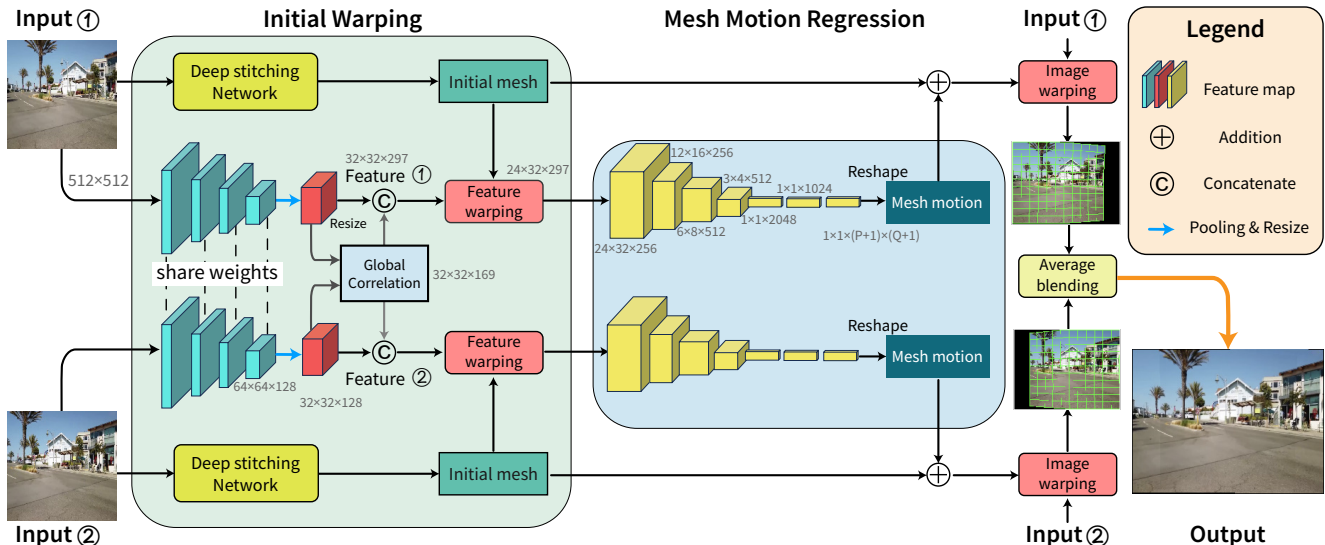 Input ①
Initial Warping
Mesh Motion Regression
Input ①
Legend
Deep stitching
Network
Initial mesh
Image
warping
Feature map
Addition
Concatenate
Pooling & Resize
512×512
32×32×297
Feature ①
24×32×297
C
Feature
warping
Resize
Global
Correlation
32×32×169
share weights
12×16×256
3×4×512
1×1×1024
Reshape
Mesh motion
1×1×2048
6×8×512
24×32×256
1×1×(P+1)×(Q+1)
Average
blending
C
C
Feature ②
Feature
warping
64×64×128
32×32×128
Reshape
Mesh motion
Deep stitching
Network
Initial mesh
Image
warping
Input ②
Input ②
Output